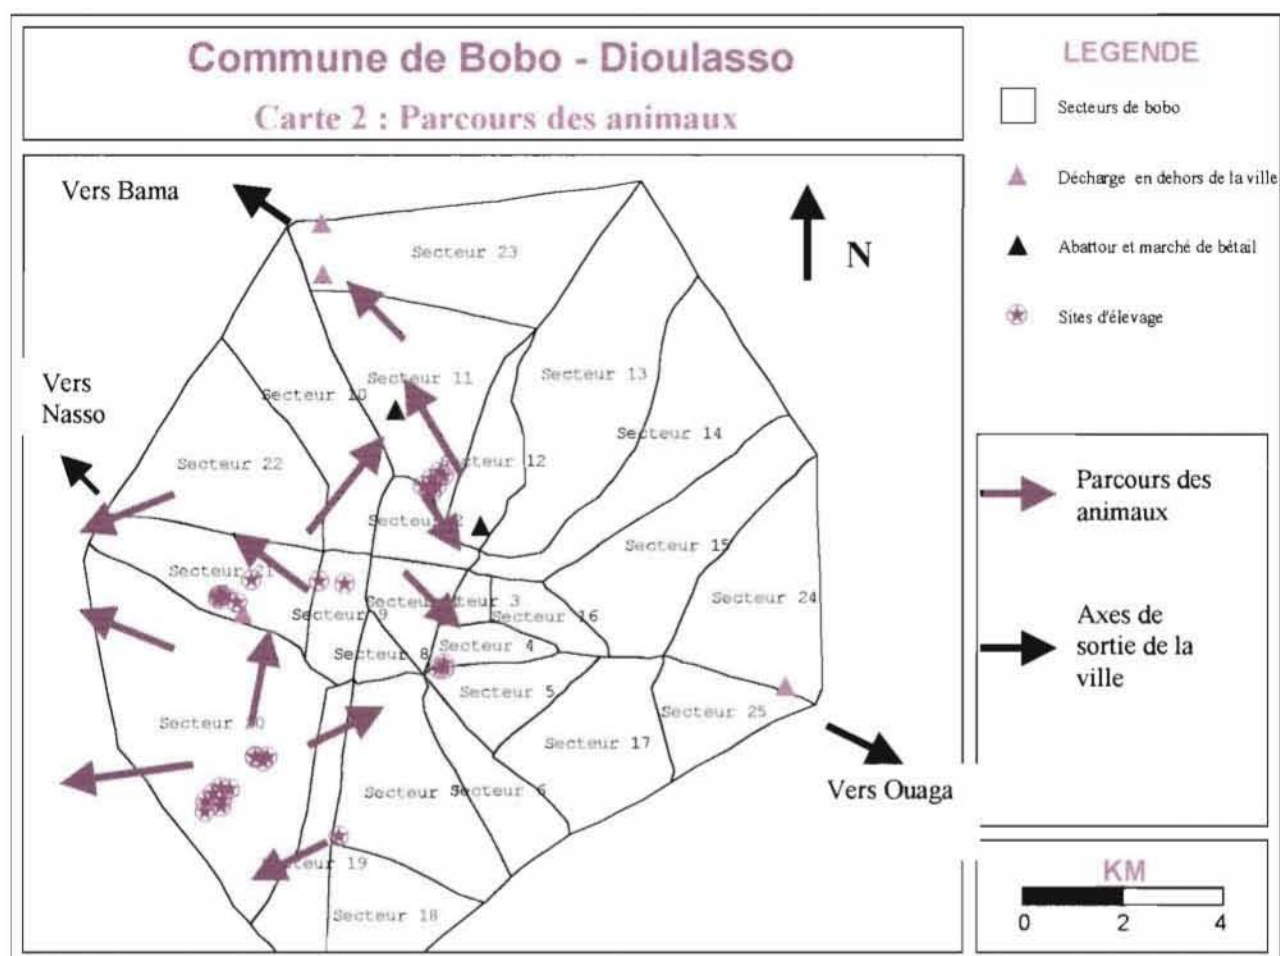 Commune de Bobo - Dioulasso
Carte 2 : Parcours des animaux
LEGENDE
Secteurs de bobo
Décharge en dehors de la ville
Abattoir et marché de bétail
Sites d'élevage
Parcours des
animaux
Axes de
sortie de la
ville
KM
0 2 4
Vers Bama
N
Secteur 23
Vers
Nasso
Secteur 11
Secteur 10
Secteur 13
Secteur 14
Secteur 22
cteur 12
Secteur 2
Secteur 15
Secteur 21
Secteur 24
Secteur
teur 3
Secteur 9
Secteur 16
Secteur 4
Secteur 8
Secteur 5
Secteur 20
Secteur 25
Secteur 17
Vers Ouaga
Secteur
Secteur 6
teur 19
Secteur 18